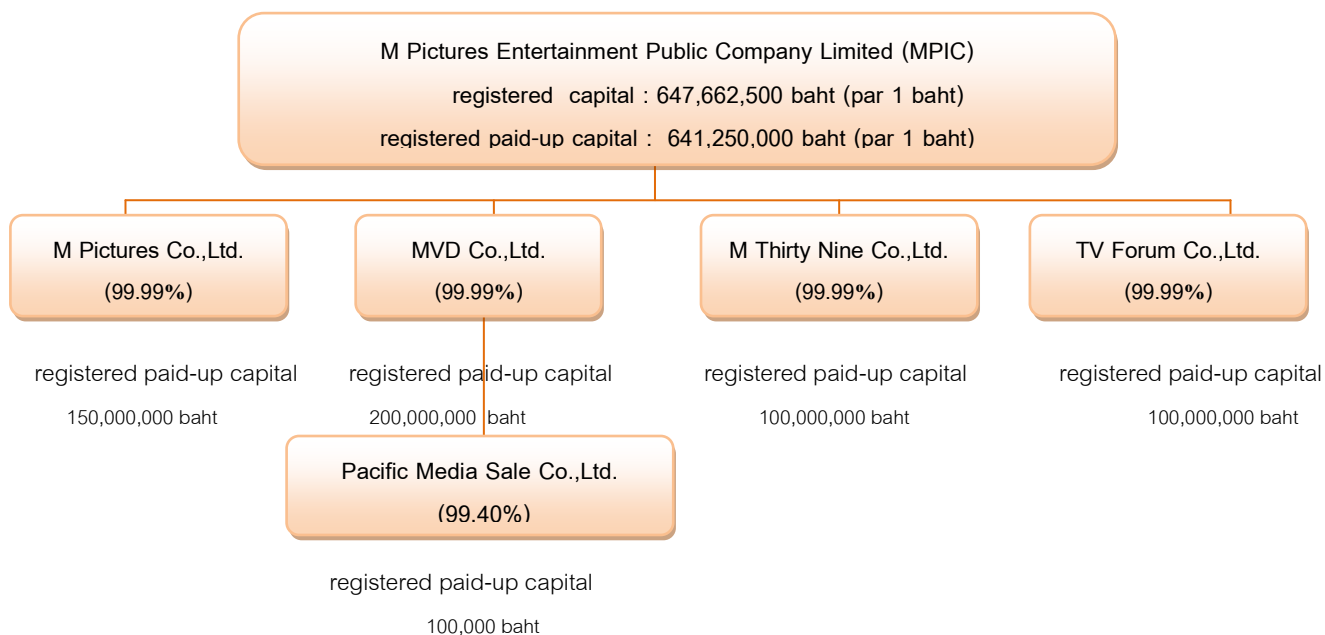 M Pictures Entertainment Public Company Limited (MPIC)
registered capital : 647,662,500 baht (par 1 baht)
registered paid-up capital : 641,250,000 baht (par 1 baht)
M Pictures Co.,Ltd.
(99.99%)
registered paid-up capital
150,000,000 baht
MVD Co.,Ltd.
(99.99%)
registered paid-up capital
200,000,000 baht
M Thirty Nine Co.,Ltd.
(99.99%)
registered paid-up capital
100,000,000 baht
TV Forum Co.,Ltd.
(99.99%)
registered paid-up capital
100,000,000 baht
Pacific Media Sale Co.,Ltd.
(99.40%)
registered paid-up capital
100,000 baht